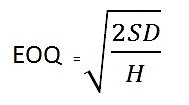 EOQ = √(2SD/H)